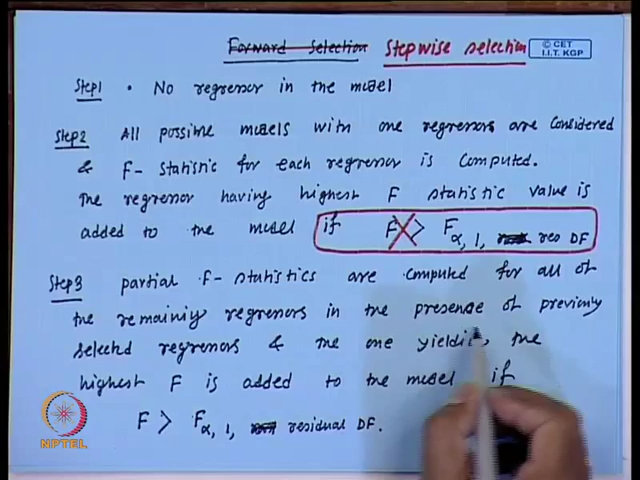 Forward Selection Stepwise selection © CET I.I.T. KGP
Step1 • No regressor in the model
Step2 All possible models with one regressors are Considered
& F- statistic for each regressor is Computed.
The regressor having highest F statistic value is
added to the model if F > F α, 1, res DF
Step3 partial F-statistics are computed for all of
the remaining regressors in the presence of previously
selected regressors & the one yielding the
highest F is added to the model if
F > F α, 1, residual DF.
NPTEL